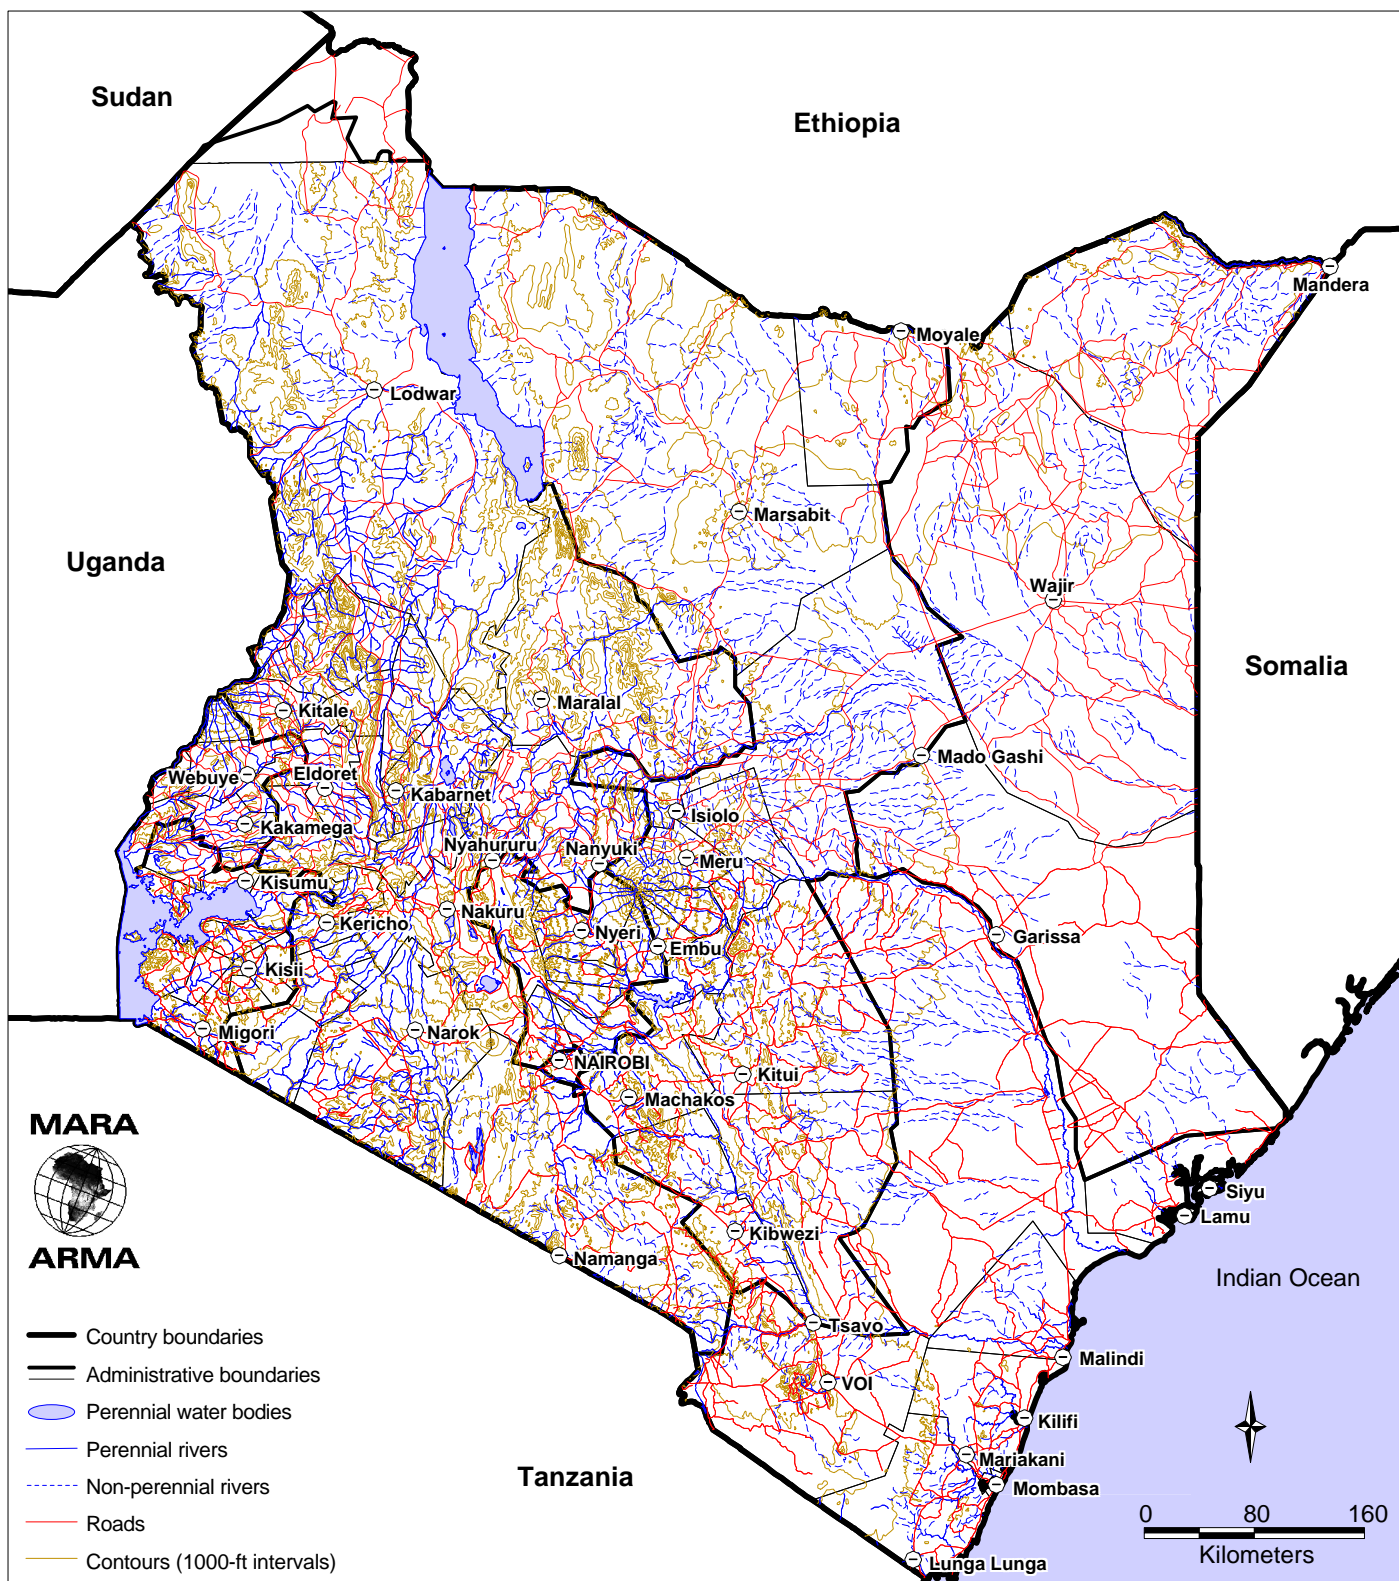 Sudan
Ethiopia
Mandera
Moyale
Lodwar
Marsabit
Uganda
Wajir
Somalia
Maralal
Kitale
Mado Gashi
Webuye
Eldoret
Kabarnet
Isiolo
Kakamega
Nyahururu
Nanyuki
Meru
Kisumu
Nakuru
Kericho
Nyeri
Garissa
Embu
Kisii
Migori
Narok
NAIROBI
Kitui
Machakos
MARA
ARMA
Siyu
Lamu
Kibwezi
Namanga
Indian Ocean
Tsavo
Malindi
VOI
Kilifi
Mariakani
Mombasa
Tanzania
Lunga Lunga
Country boundaries
Administrative boundaries
Perennial water bodies
Perennial rivers
Non-perennial rivers
Roads
Contours (1000-ft intervals)
0 80 160
Kilometers